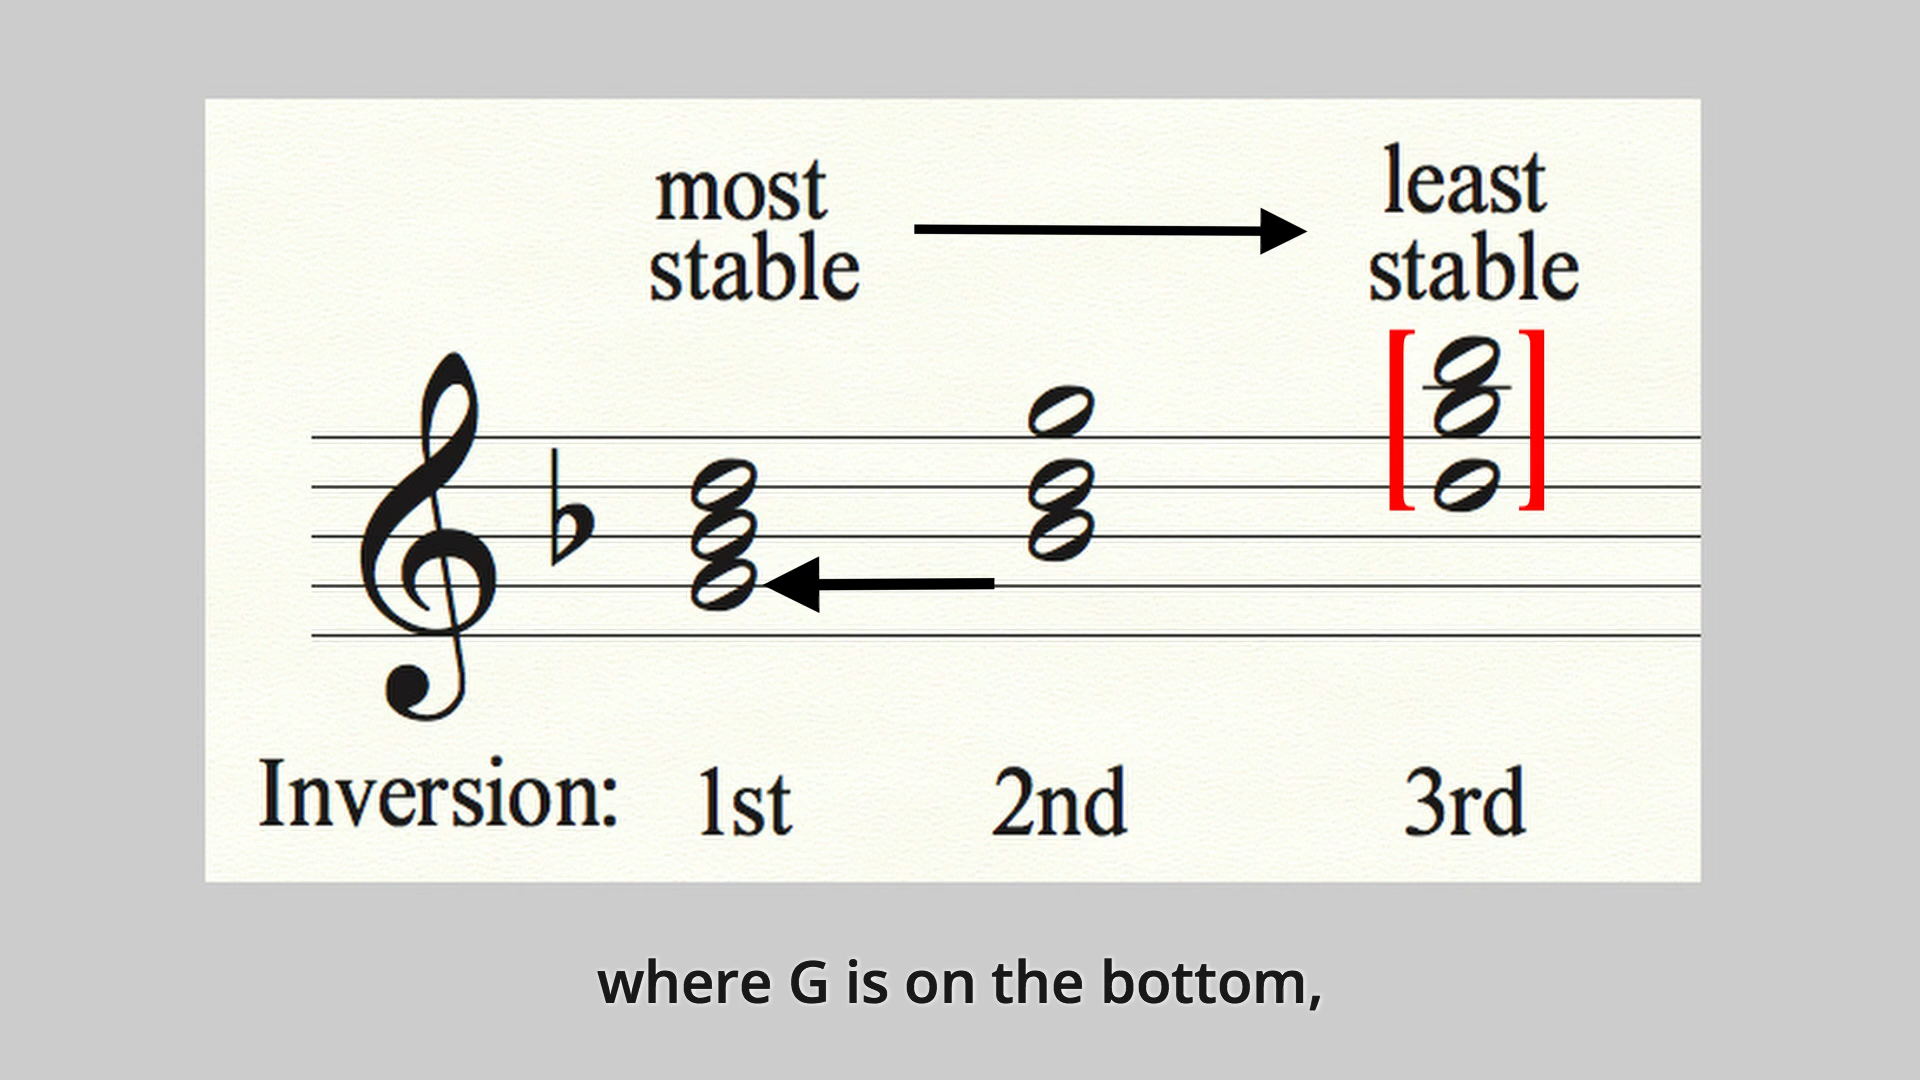 most
stable
least
stable
Inversion: 1st 2nd 3rd
where G is on the bottom,